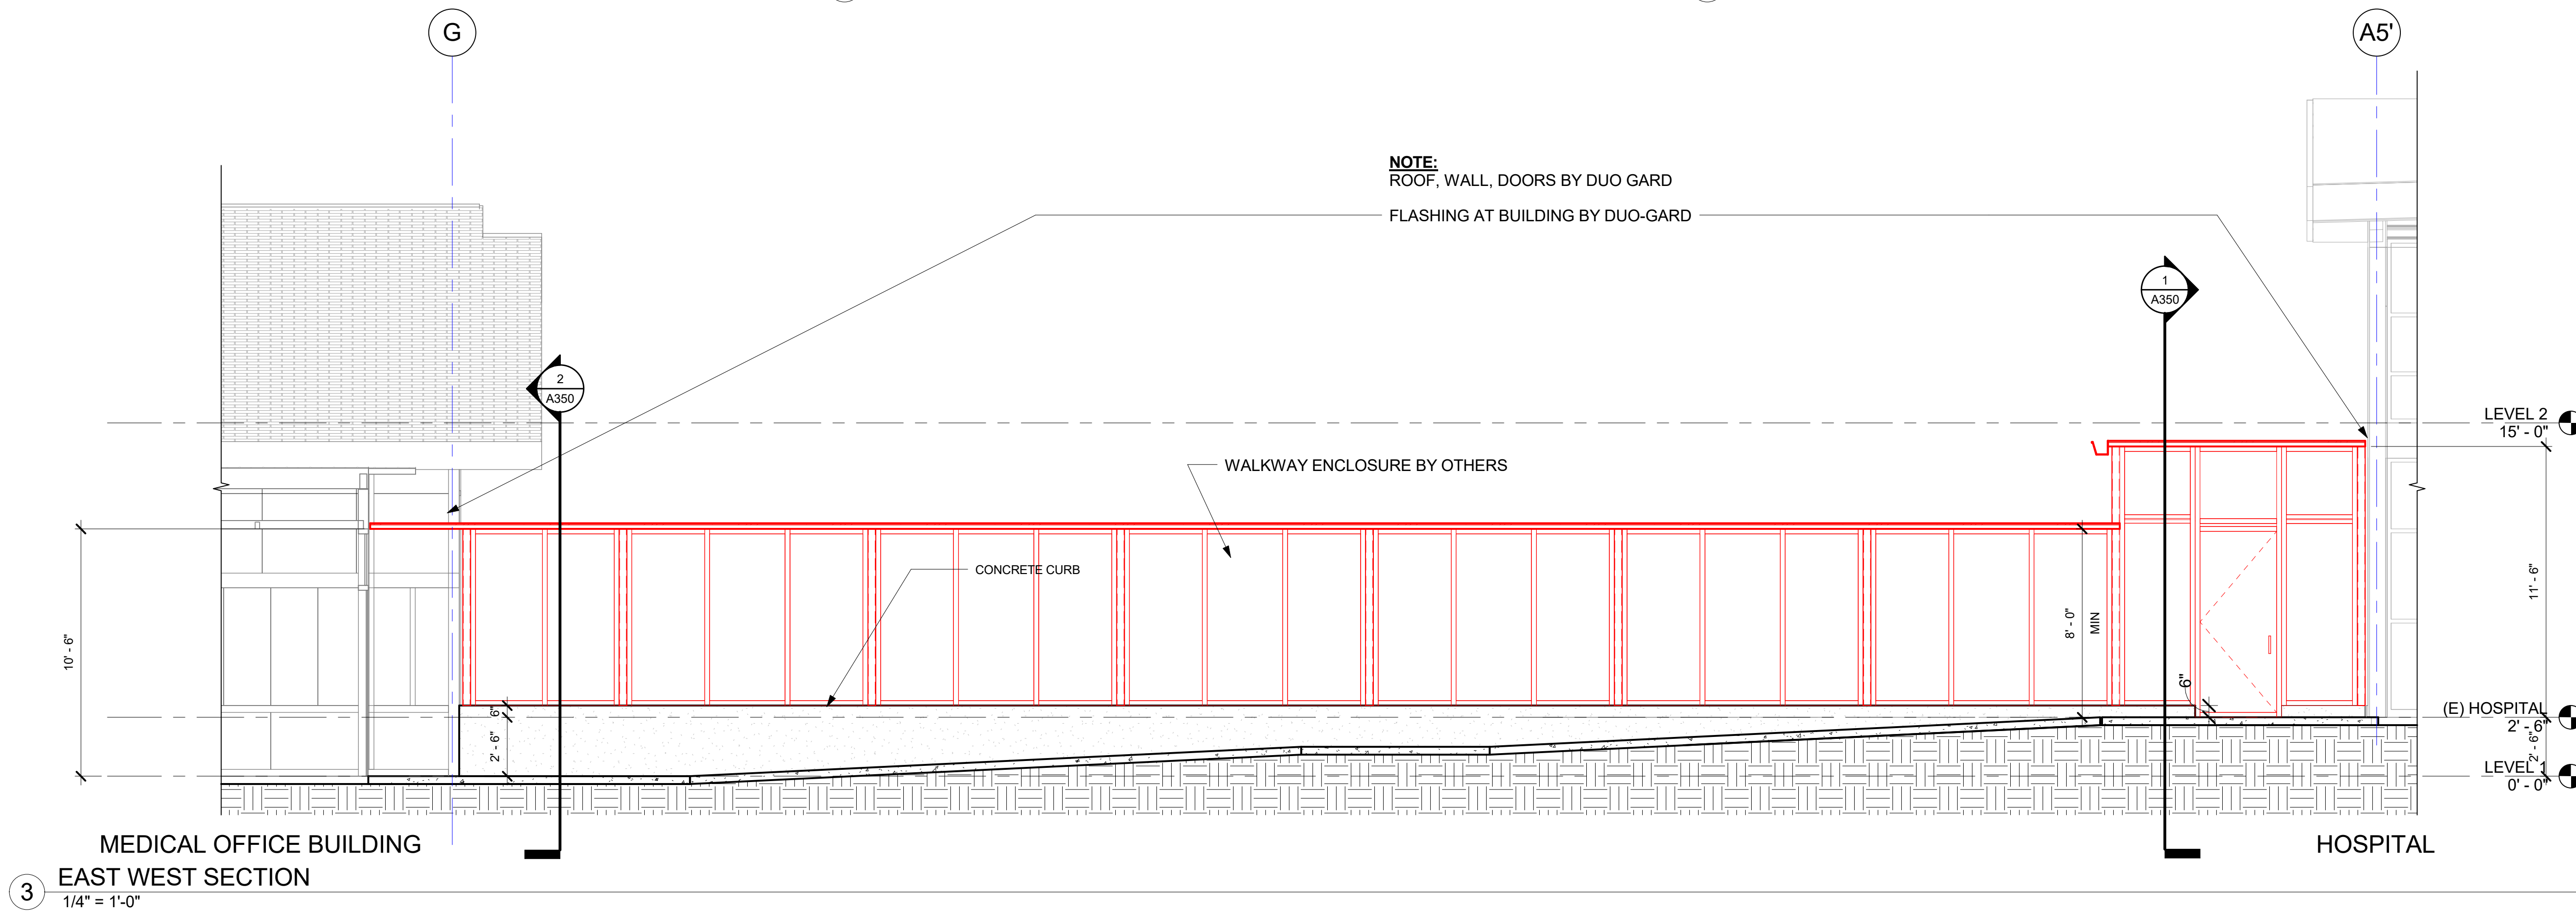 G
A5'
NOTE:
ROOF, WALL, DOORS BY DUO GARD
FLASHING AT BUILDING BY DUO-GARD
1
A350
2
A350
LEVEL 2
15' - 0"
WALKWAY ENCLOSURE BY OTHERS
CONCRETE CURB
10' - 6"
8' - 0"
MIN
11' - 6"
6"
6"
2' - 6"
(E) HOSPITAL
2' - 6"
2' - 6"
LEVEL 1
0' - 0"
MEDICAL OFFICE BUILDING
HOSPITAL
3
EAST WEST SECTION
1/4" = 1'-0"